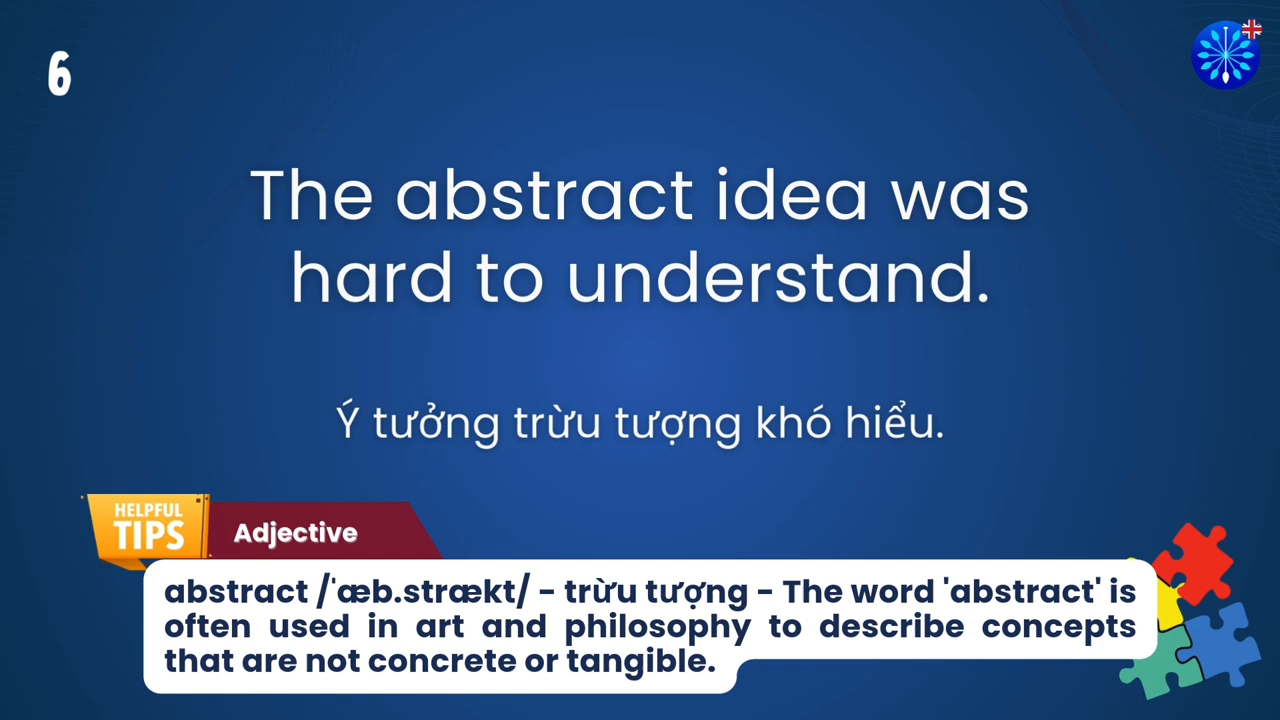 6
The abstract idea was
hard to understand.
Ý tưởng trừu tượng khó hiểu.
HELPFUL
TIPS
Adjective
abstract /ˈæb.strækt/ - trừu tượng - The word 'abstract' is
often used in art and philosophy to describe concepts
that are not concrete or tangible.